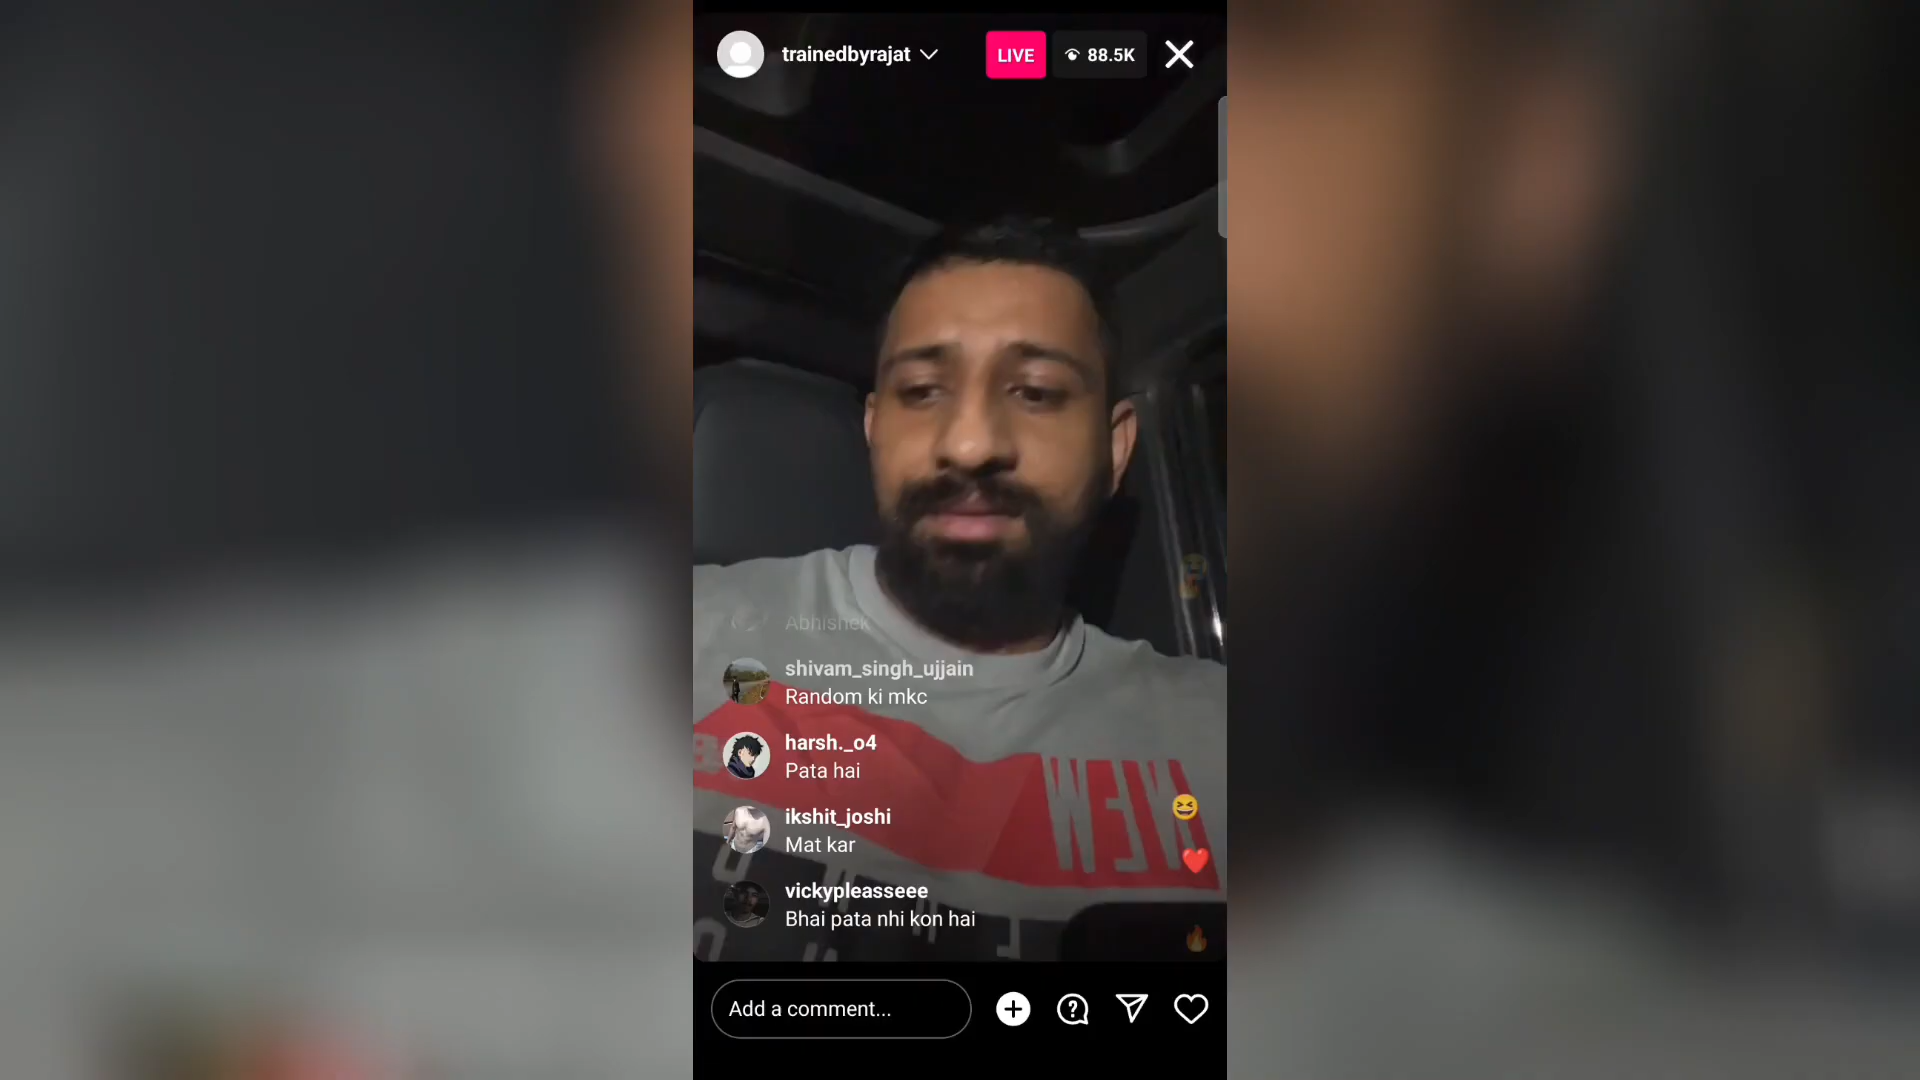 trainedbyrajat
LIVE
88.5K
Abhishek
shivam_singh_ujjain
Random ki mkc
harsh._o4
Pata hai
ikshit_joshi
Mat kar
vickypleasseee
Bhai pata nhi kon hai
Add a comment...